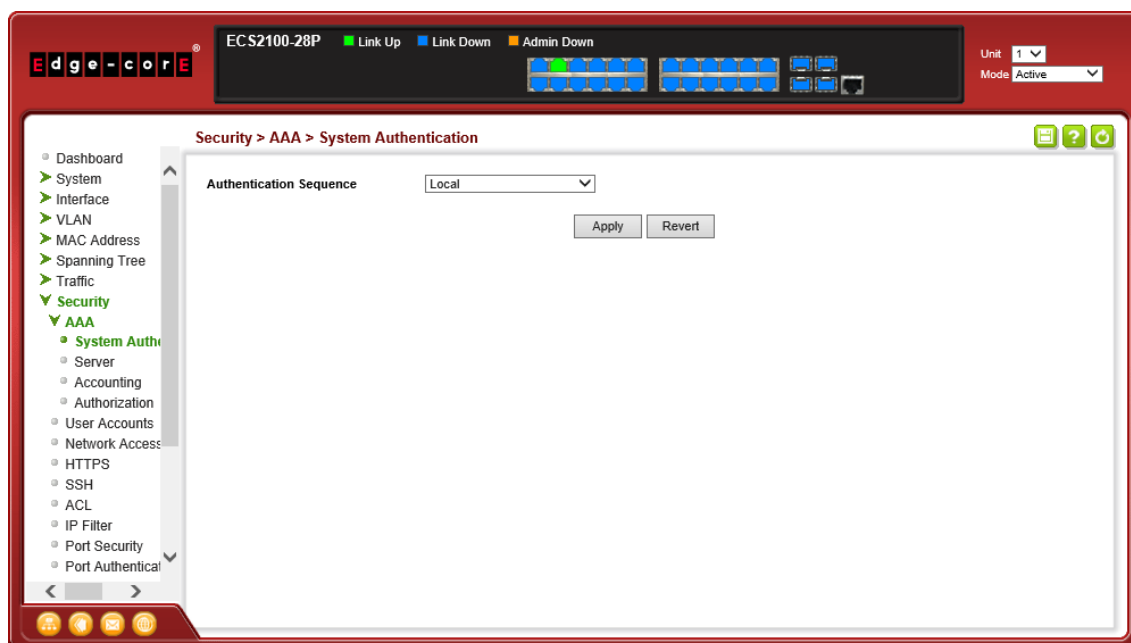 Edge-corE®
ECS2100-28P Link Up Link Down Admin Down
Unit 1
Mode Active
Security > AAA > System Authentication
?
Dashboard
System
Interface
VLAN
MAC Address
Spanning Tree
Traffic
Security
AAA
System Authe
Server
Accounting
Authorization
User Accounts
Network Access
HTTPS
SSH
ACL
IP Filter
Port Security
Port Authenticat
Authentication Sequence Local
Apply Revert